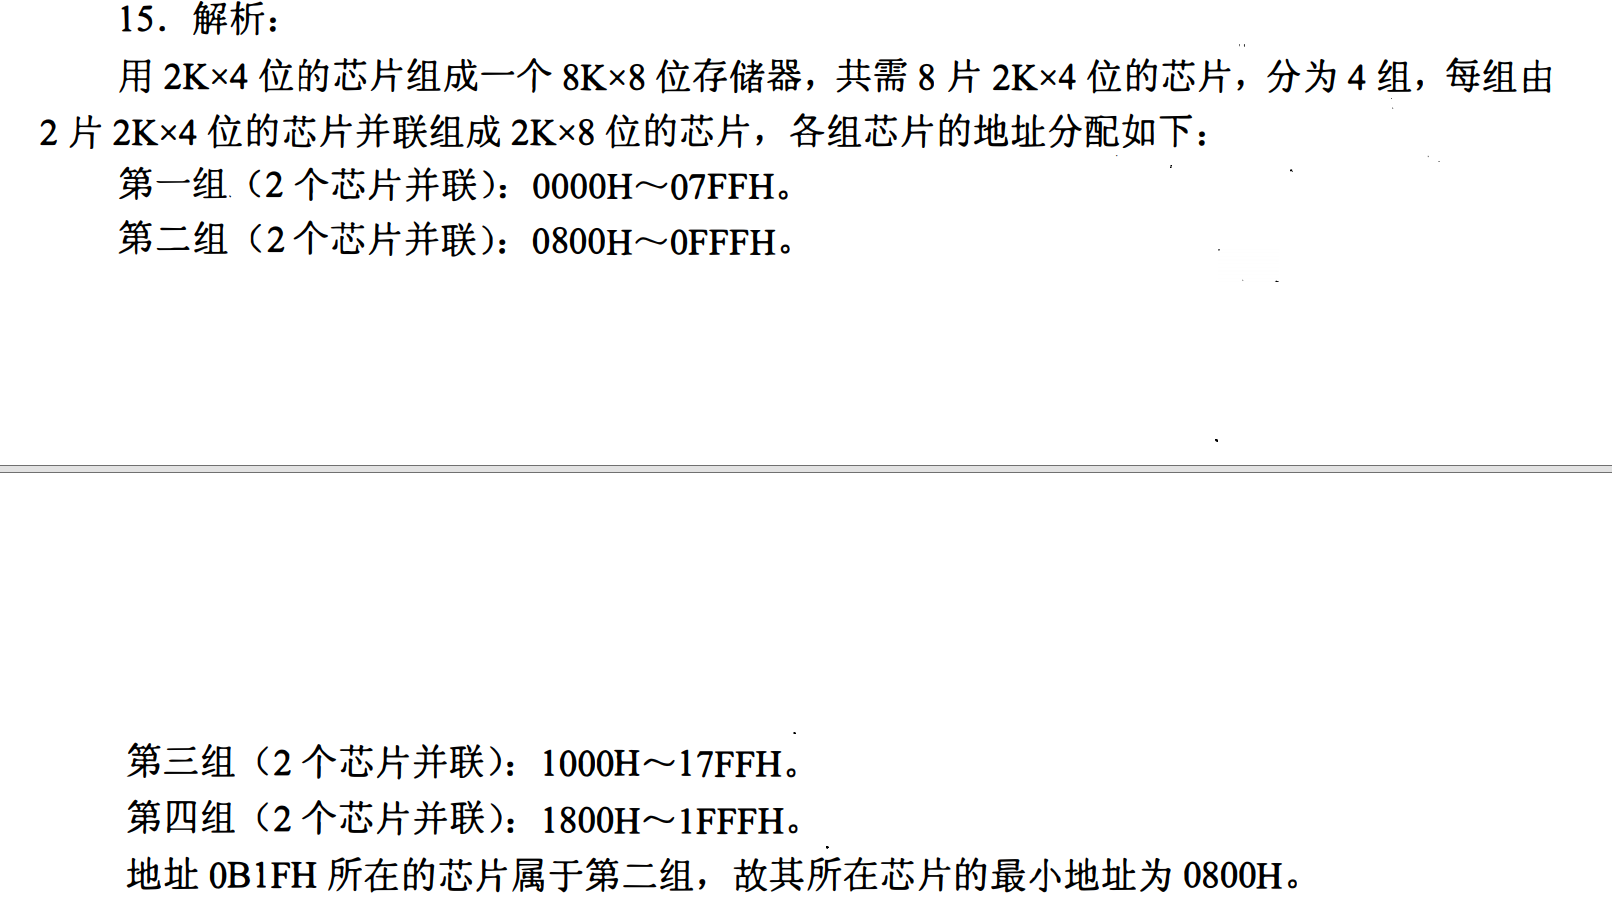 15．解析：
用 2K×4 位的芯片组成一个 8K×8 位存储器，共需 8 片 2K×4 位的芯片，分为 4 组，每组由
2 片 2K×4 位的芯片并联组成 2K×8 位的芯片，各组芯片的地址分配如下：
第一组（2 个芯片并联）：0000H～07FFH。
第二组（2 个芯片并联）：0800H～0FFFH。
第三组（2 个芯片并联）：1000H～17FFH。
第四组（2 个芯片并联）：1800H～1FFFH。
地址 0B1FH 所在的芯片属于第二组，故其所在芯片的最小地址为 0800H。